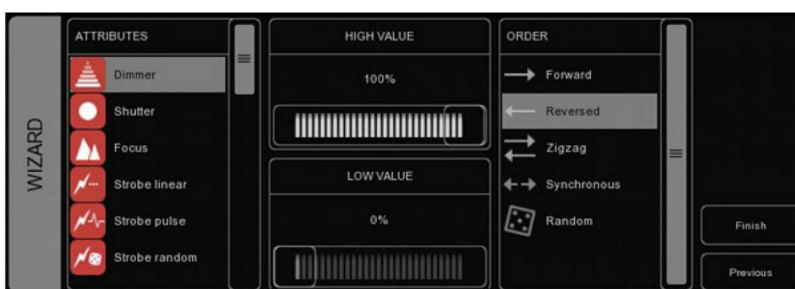 WIZARD
ATTRIBUTES
Dimmer
Shutter
Focus
Strobe linear
Strobe pulse
Strobe random
HIGH VALUE
100%
LOW VALUE
0%
ORDER
Forward
Reversed
Zigzag
Synchronous
Random
Finish
Previous